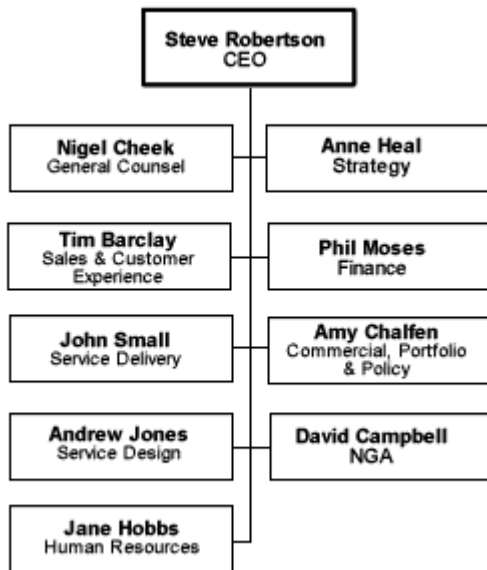 Steve Robertson
CEO
Nigel Cheek
General Counsel
Anne Heal
Strategy
Tim Barclay
Sales & Customer
Experience
Phil Moses
Finance
John Small
Service Delivery
Amy Chalfen
Commercial, Portfolio
& Policy
Andrew Jones
Service Design
David Campbell
NGA
Jane Hobbs
Human Resources